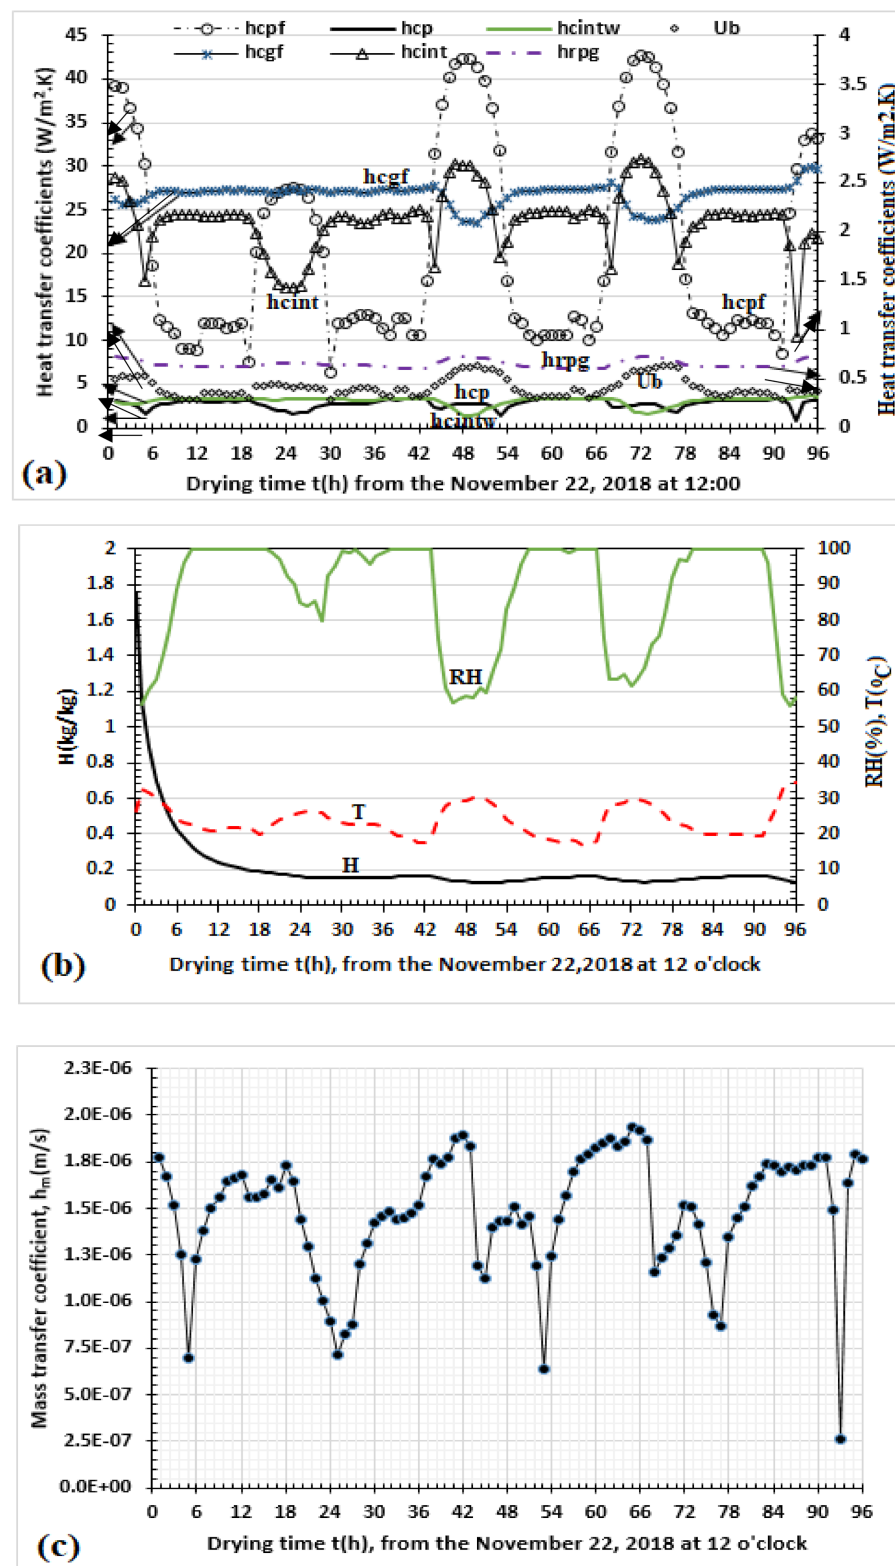 hcpf hcp hcintw Ub
hcgf hcint hrpg
Heat transfer coefficients (W/m².K)
45
40
35
30
25
20
15
10
5
0
hcgf
hcint
hcpf
hrpg
Ub
hcp
hcintw
4
3.5
3
2.5
2
1.5
1
0.5
0
Heat transfer coefficients (W/m2.K)
0 6 12 18 24 30 36 42 48 54 60 66 72 78 84 90 96
Drying time t(h) from the November 22, 2018 at 12:00
(a)
H(kg/kg)
2
1.8
1.6
1.4
1.2
1
0.8
0.6
0.4
0.2
0
RH
T
H
100
90
80
70
60
50
40
30
20
10
0
RH(%), T(⁰C)
0 6 12 18 24 30 36 42 48 54 60 66 72 78 84 90 96
Drying time t(h), from the November 22,2018 at 12 o'clock
(b)
Mass transfer coefficient, hm(m/s)
2.3E-06
2.0E-06
1.8E-06
1.5E-06
1.3E-06
1.0E-06
7.5E-07
5.0E-07
2.5E-07
0.0E+00
0 6 12 18 24 30 36 42 48 54 60 66 72 78 84 90 96
Drying time t(h), from the November 22, 2018 at 12 o'clock
(c)